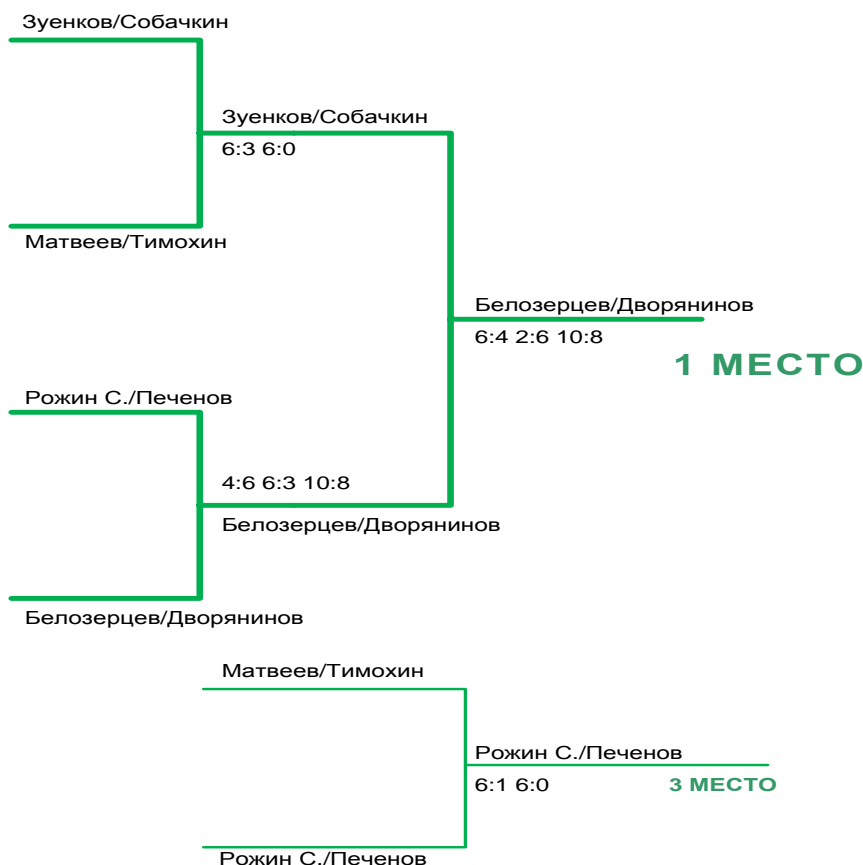 Зуенков/Собачкин
Зуенков/Собачкин
6:3 6:0
Матвеев/Тимохин
Белозерцев/Дворянинов
6:4 2:6 10:8
1 МЕСТО
Рожин С./Печенов
4:6 6:3 10:8
Белозерцев/Дворянинов
Белозерцев/Дворянинов
Матвеев/Тимохин
Рожин С./Печенов
6:1 6:0
3 МЕСТО
Рожин С./Печенов